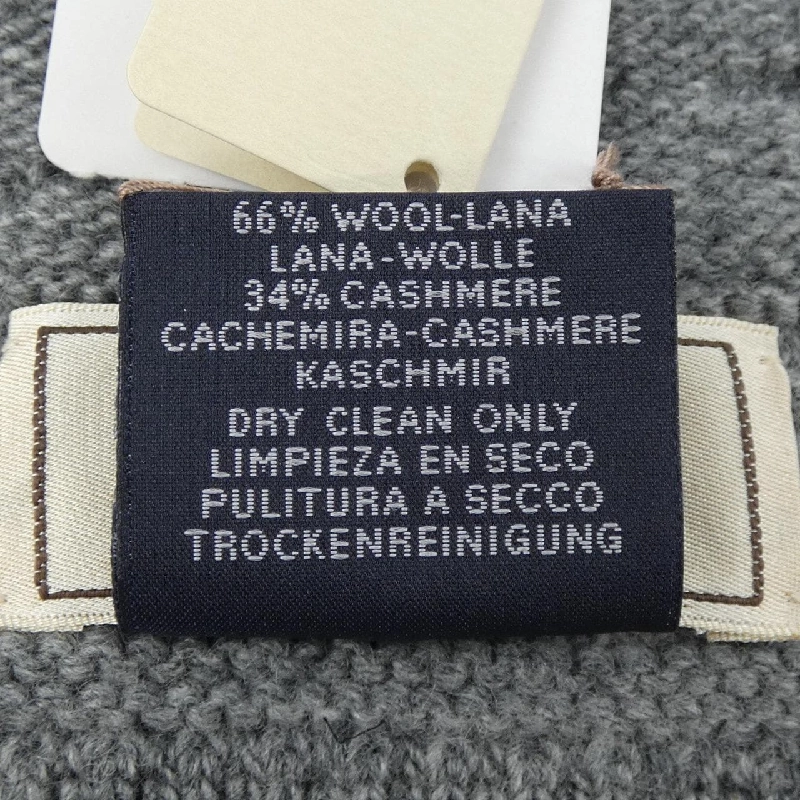 66% WOOL-LANA
LANA-WOLLE
34% CASHMERE
CACHEMIRA-CASHMERE
KASCHMIR
DRY CLEAN ONLY
LIMPIEZA EN SECO
PULITURA A SECCO
TROCKENREINIGUNG